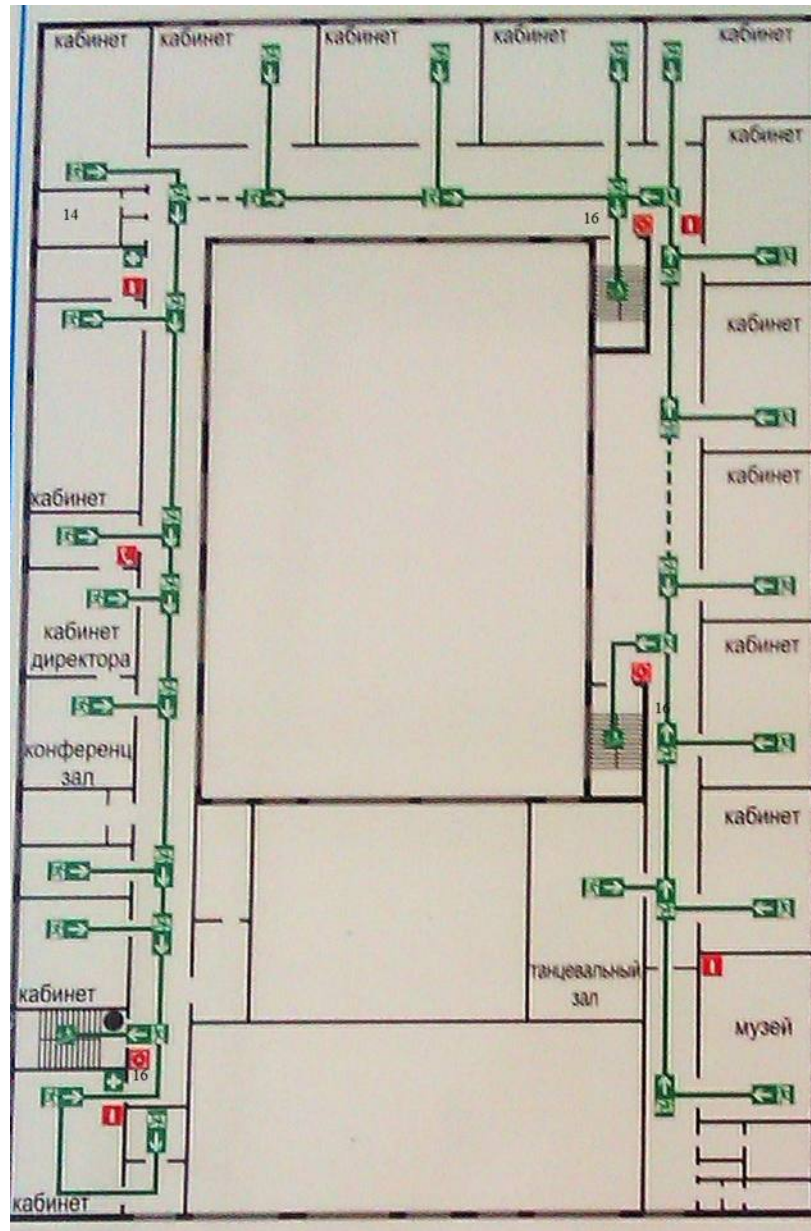 кабинет
кабинет
кабинет
кабинет
кабинет
кабинет
14
16
кабинет
кабинет
кабинет
кабинет
директора
кабинет
16
конференц
зал
кабинет
танцевальный
зал
кабинет
музей
16
кабинет